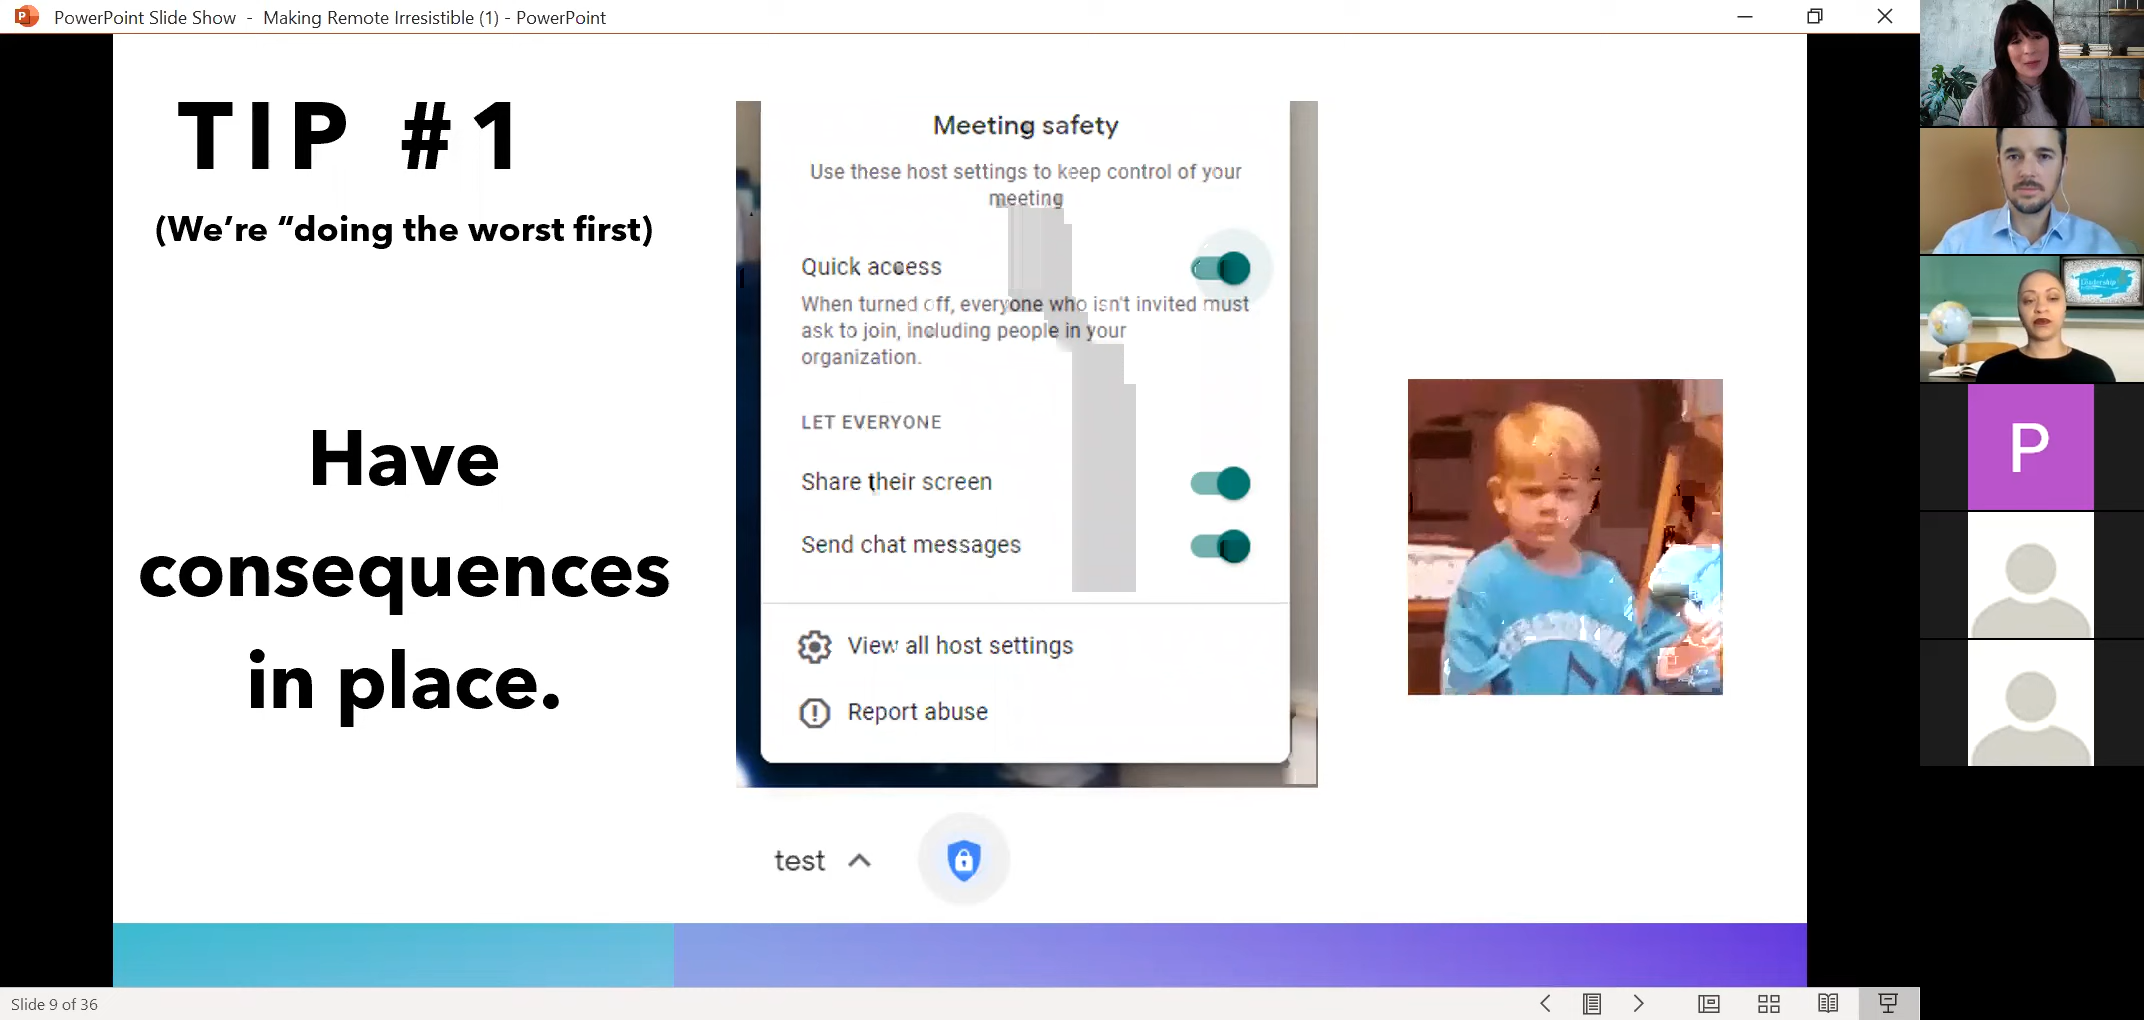 PowerPoint Slide Show - Making Remote Irresistible (1) - PowerPoint
TIP #1
(We’re “doing the worst first)
Have
consequences
in place.
Meeting safety
Use these host settings to keep control of your
meeting
Quick access
When turned off, everyone who isn't invited must
ask to join, including people in your
organization.
LET EVERYONE
Share their screen
Send chat messages
View all host settings
Report abuse
test
Leadership
P
Slide 9 of 36